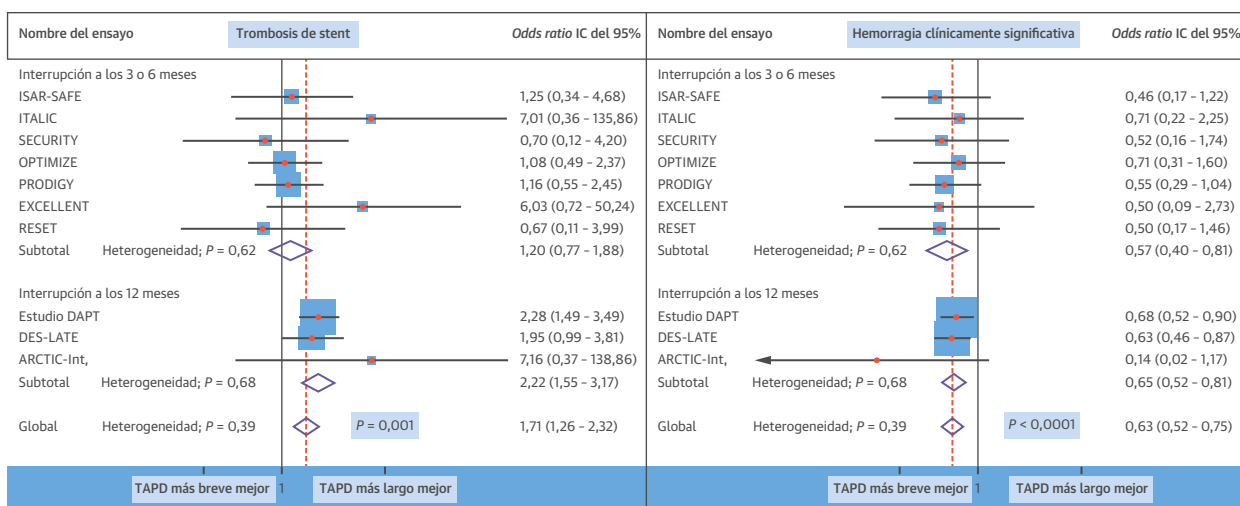 Nombre del ensayo Trombosis de stent Odds ratio IC del 95%
Interrupción a los 3 o 6 meses
ISAR-SAFE 1,25 (0,34 – 4,68)
ITALIC 7,01 (0,36 – 135,86)
SECURITY 0,70 (0,12 – 4,20)
OPTIMIZE 1,08 (0,49 – 2,37)
PRODIGY 1,16 (0,55 – 2,45)
EXCELLENT 6,03 (0,72 – 50,24)
RESET 0,67 (0,11 – 3,99)
Subtotal Heterogeneidad; P = 0,62 1,20 (0,77 – 1,88)
Interrupción a los 12 meses
Estudio DAPT 2,28 (1,49 – 3,49)
DES-LATE 1,95 (0,99 – 3,81)
ARCTIC-Int, 7,16 (0,37 – 138,86)
Subtotal Heterogeneidad; P = 0,68 2,22 (1,55 – 3,17)
Global Heterogeneidad; P = 0,39 P = 0,001 1,71 (1,26 – 2,32)
TAPD más breve mejor 1 TAPD más largo mejor
Nombre del ensayo Hemorragia clínicamente significativa Odds ratio IC del 95%
Interrupción a los 3 o 6 meses
ISAR-SAFE 0,46 (0,17 – 1,22)
ITALIC 0,71 (0,22 – 2,25)
SECURITY 0,52 (0,16 – 1,74)
OPTIMIZE 0,71 (0,31 – 1,60)
PRODIGY 0,55 (0,29 – 1,04)
EXCELLENT 0,50 (0,09 – 2,73)
RESET 0,50 (0,17 – 1,46)
Subtotal Heterogeneidad; P = 0,62 0,57 (0,40 – 0,81)
Interrupción a los 12 meses
Estudio DAPT 0,68 (0,52 – 0,90)
DES-LATE 0,63 (0,46 – 0,87)
ARCTIC-Int, 0,14 (0,02 – 1,17)
Subtotal Heterogeneidad; P = 0,68 0,65 (0,52 – 0,81)
Global Heterogeneidad; P = 0,39 P < 0,0001 0,63 (0,52 – 0,75)
TAPD más breve mejor 1 TAPD más largo mejor